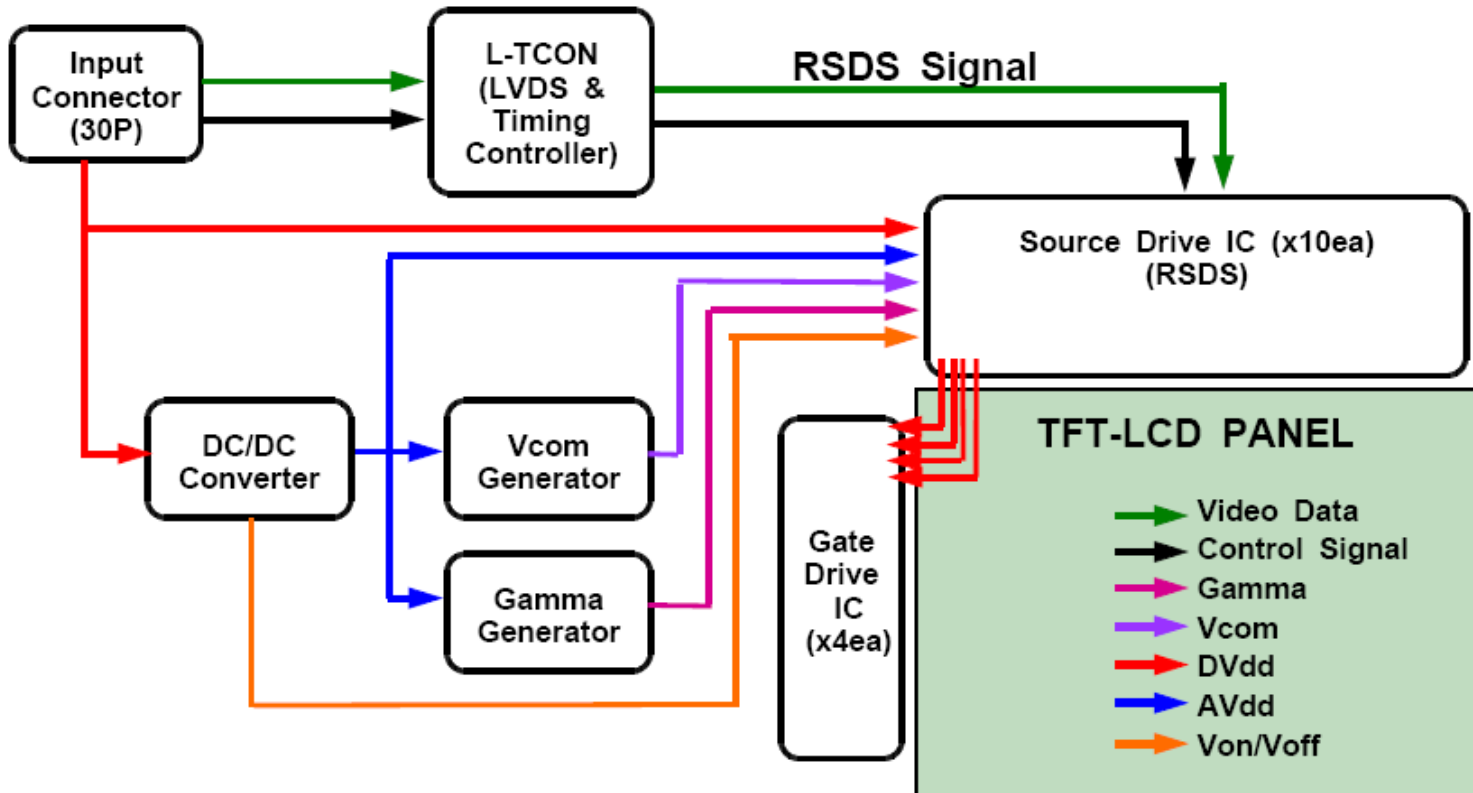 Input
Connector
(30P)
L-TCON
(LVDS &
Timing
Controller)
RSDS Signal
Source Drive IC (x10ea)
(RSDS)
DC/DC
Converter
Vcom
Generator
Gamma
Generator
Gate
Drive
IC
(x4ea)
TFT-LCD PANEL
Video Data
Control Signal
Gamma
Vcom
DVdd
AVdd
Von/Voff